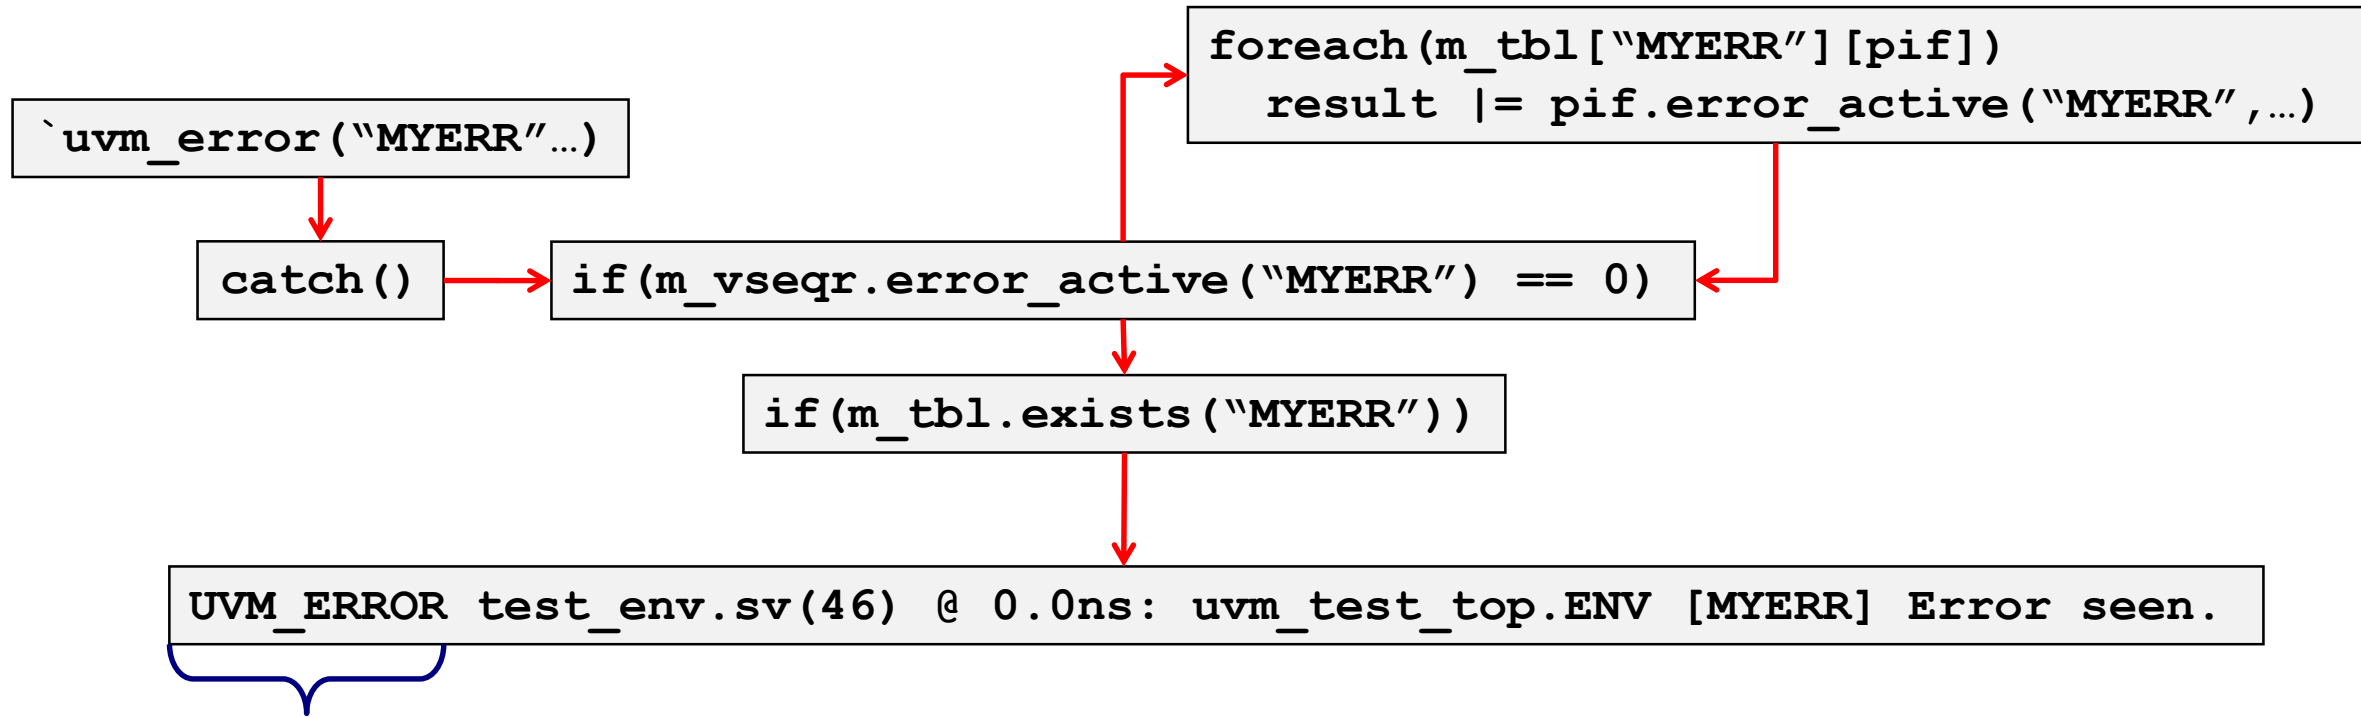 foreach(m_tbl[“MYERR”][pif])
result |= pif.error_active(“MYERR”,…)
`uvm_error(“MYERR”…)
catch()
if(m_vseqr.error_active(“MYERR”) == 0)
if(m_tbl.exists(“MYERR”))
UVM_ERROR test_env.sv(46) @ 0.0ns: uvm_test_top.ENV [MYERR] Error seen.